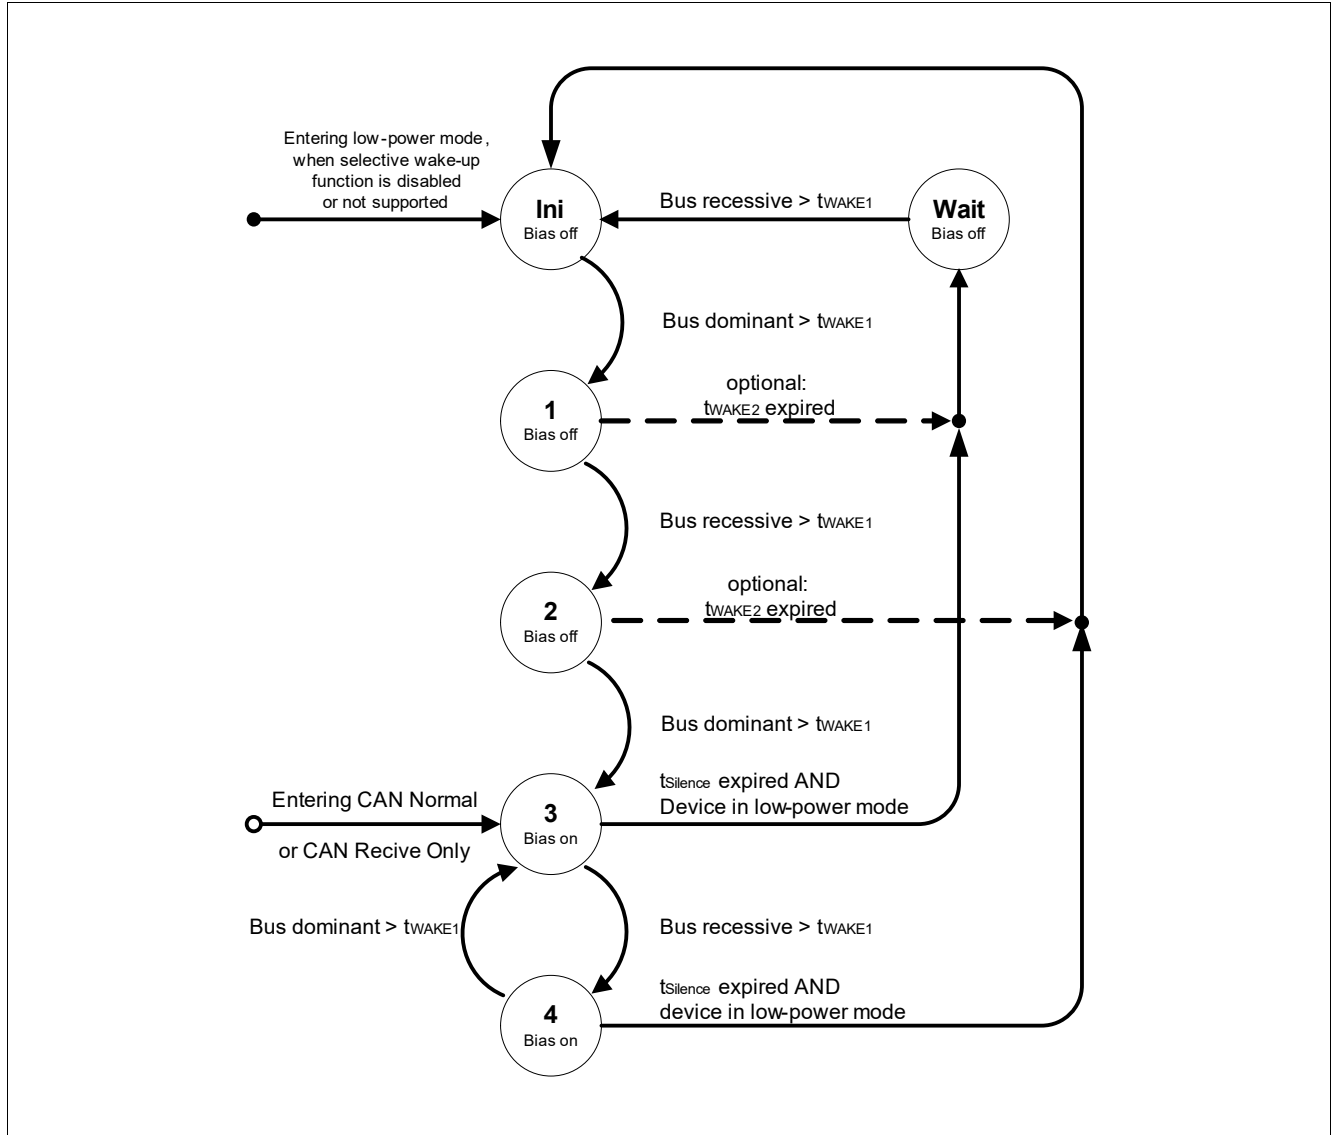 Entering low-power mode,
when selective wake-up
function is disabled
or not supported
Ini
Bias off
Bus recessive > tWAKE1
Wait
Bias off
Bus dominant > tWAKE1
optional:
tWAKE2 expired
1
Bias off
Bus recessive > tWAKE1
optional:
tWAKE2 expired
2
Bias off
Bus dominant > tWAKE1
tSilence expired AND
Device in low-power mode
Entering CAN Normal
or CAN Recive Only
3
Bias on
Bus dominant > tWAKE1
Bus recessive > tWAKE1
tSilence expired AND
device in low-power mode
4
Bias on